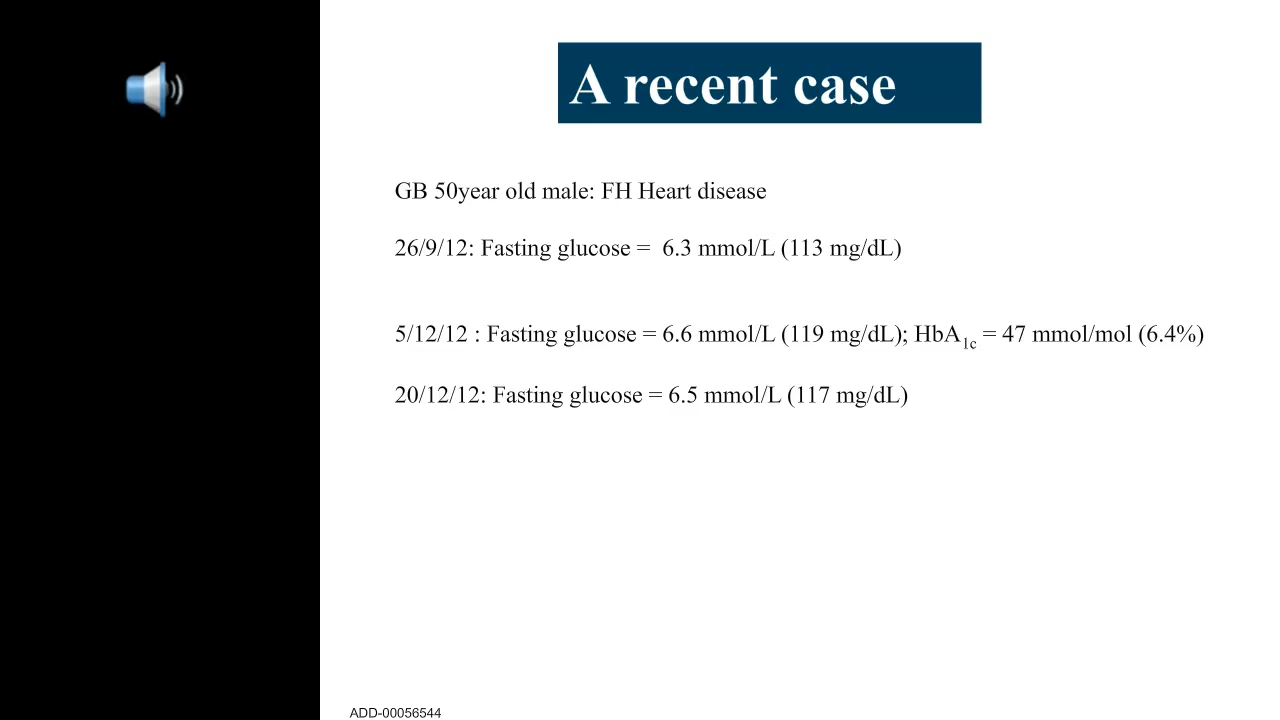 A recent case
GB 50year old male: FH Heart disease
26/9/12: Fasting glucose =  6.3 mmol/L (113 mg/dL)
5/12/12 : Fasting glucose = 6.6 mmol/L (119 mg/dL); HbA1c = 47 mmol/mol (6.4%)
20/12/12: Fasting glucose = 6.5 mmol/L (117 mg/dL)
ADD-00056544